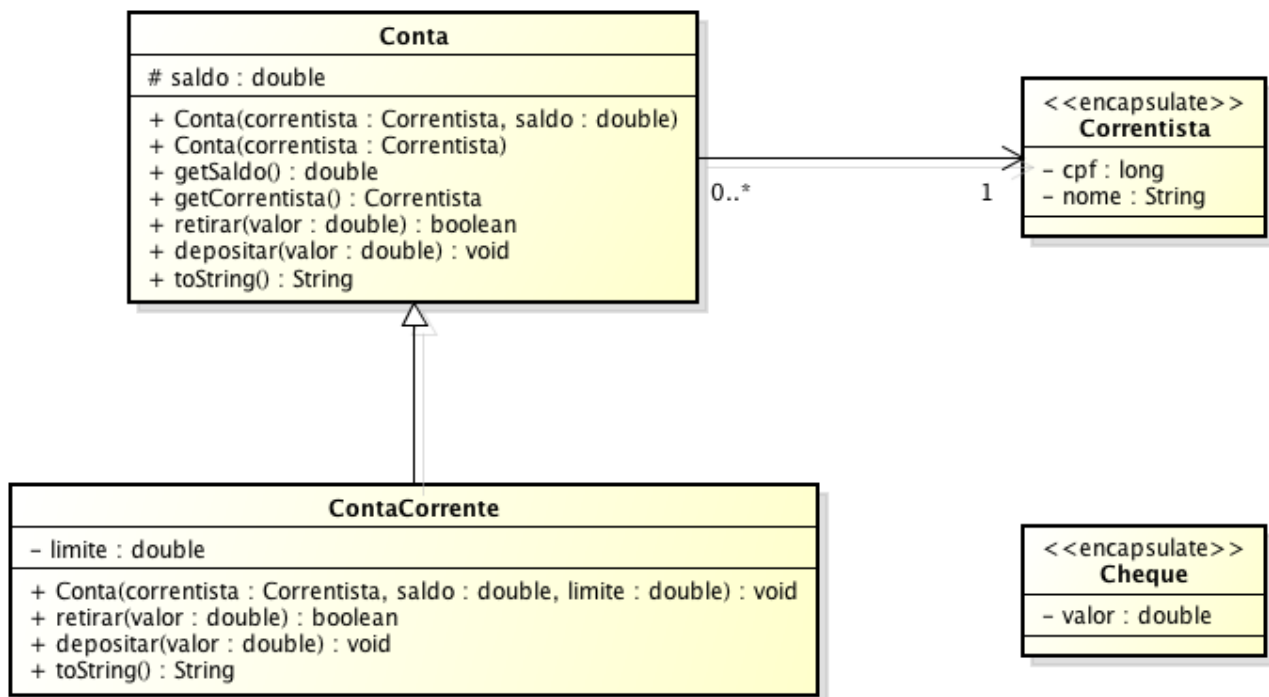 Conta
# saldo : double
+ Conta(correntista : Correntista, saldo : double)
+ Conta(correntista : Correntista)
+ getSaldo() : double
+ getCorrentista() : Correntista
+ retirar(valor : double) : boolean
+ depositar(valor : double) : void
+ toString() : String
0..*
1
<<encapsulate>>
Correntista
- cpf : long
- nome : String
ContaCorrente
- limite : double
+ Conta(correntista : Correntista, saldo : double, limite : double) : void
+ retirar(valor : double) : boolean
+ depositar(valor : double) : void
+ toString() : String
<<encapsulate>>
Cheque
- valor : double